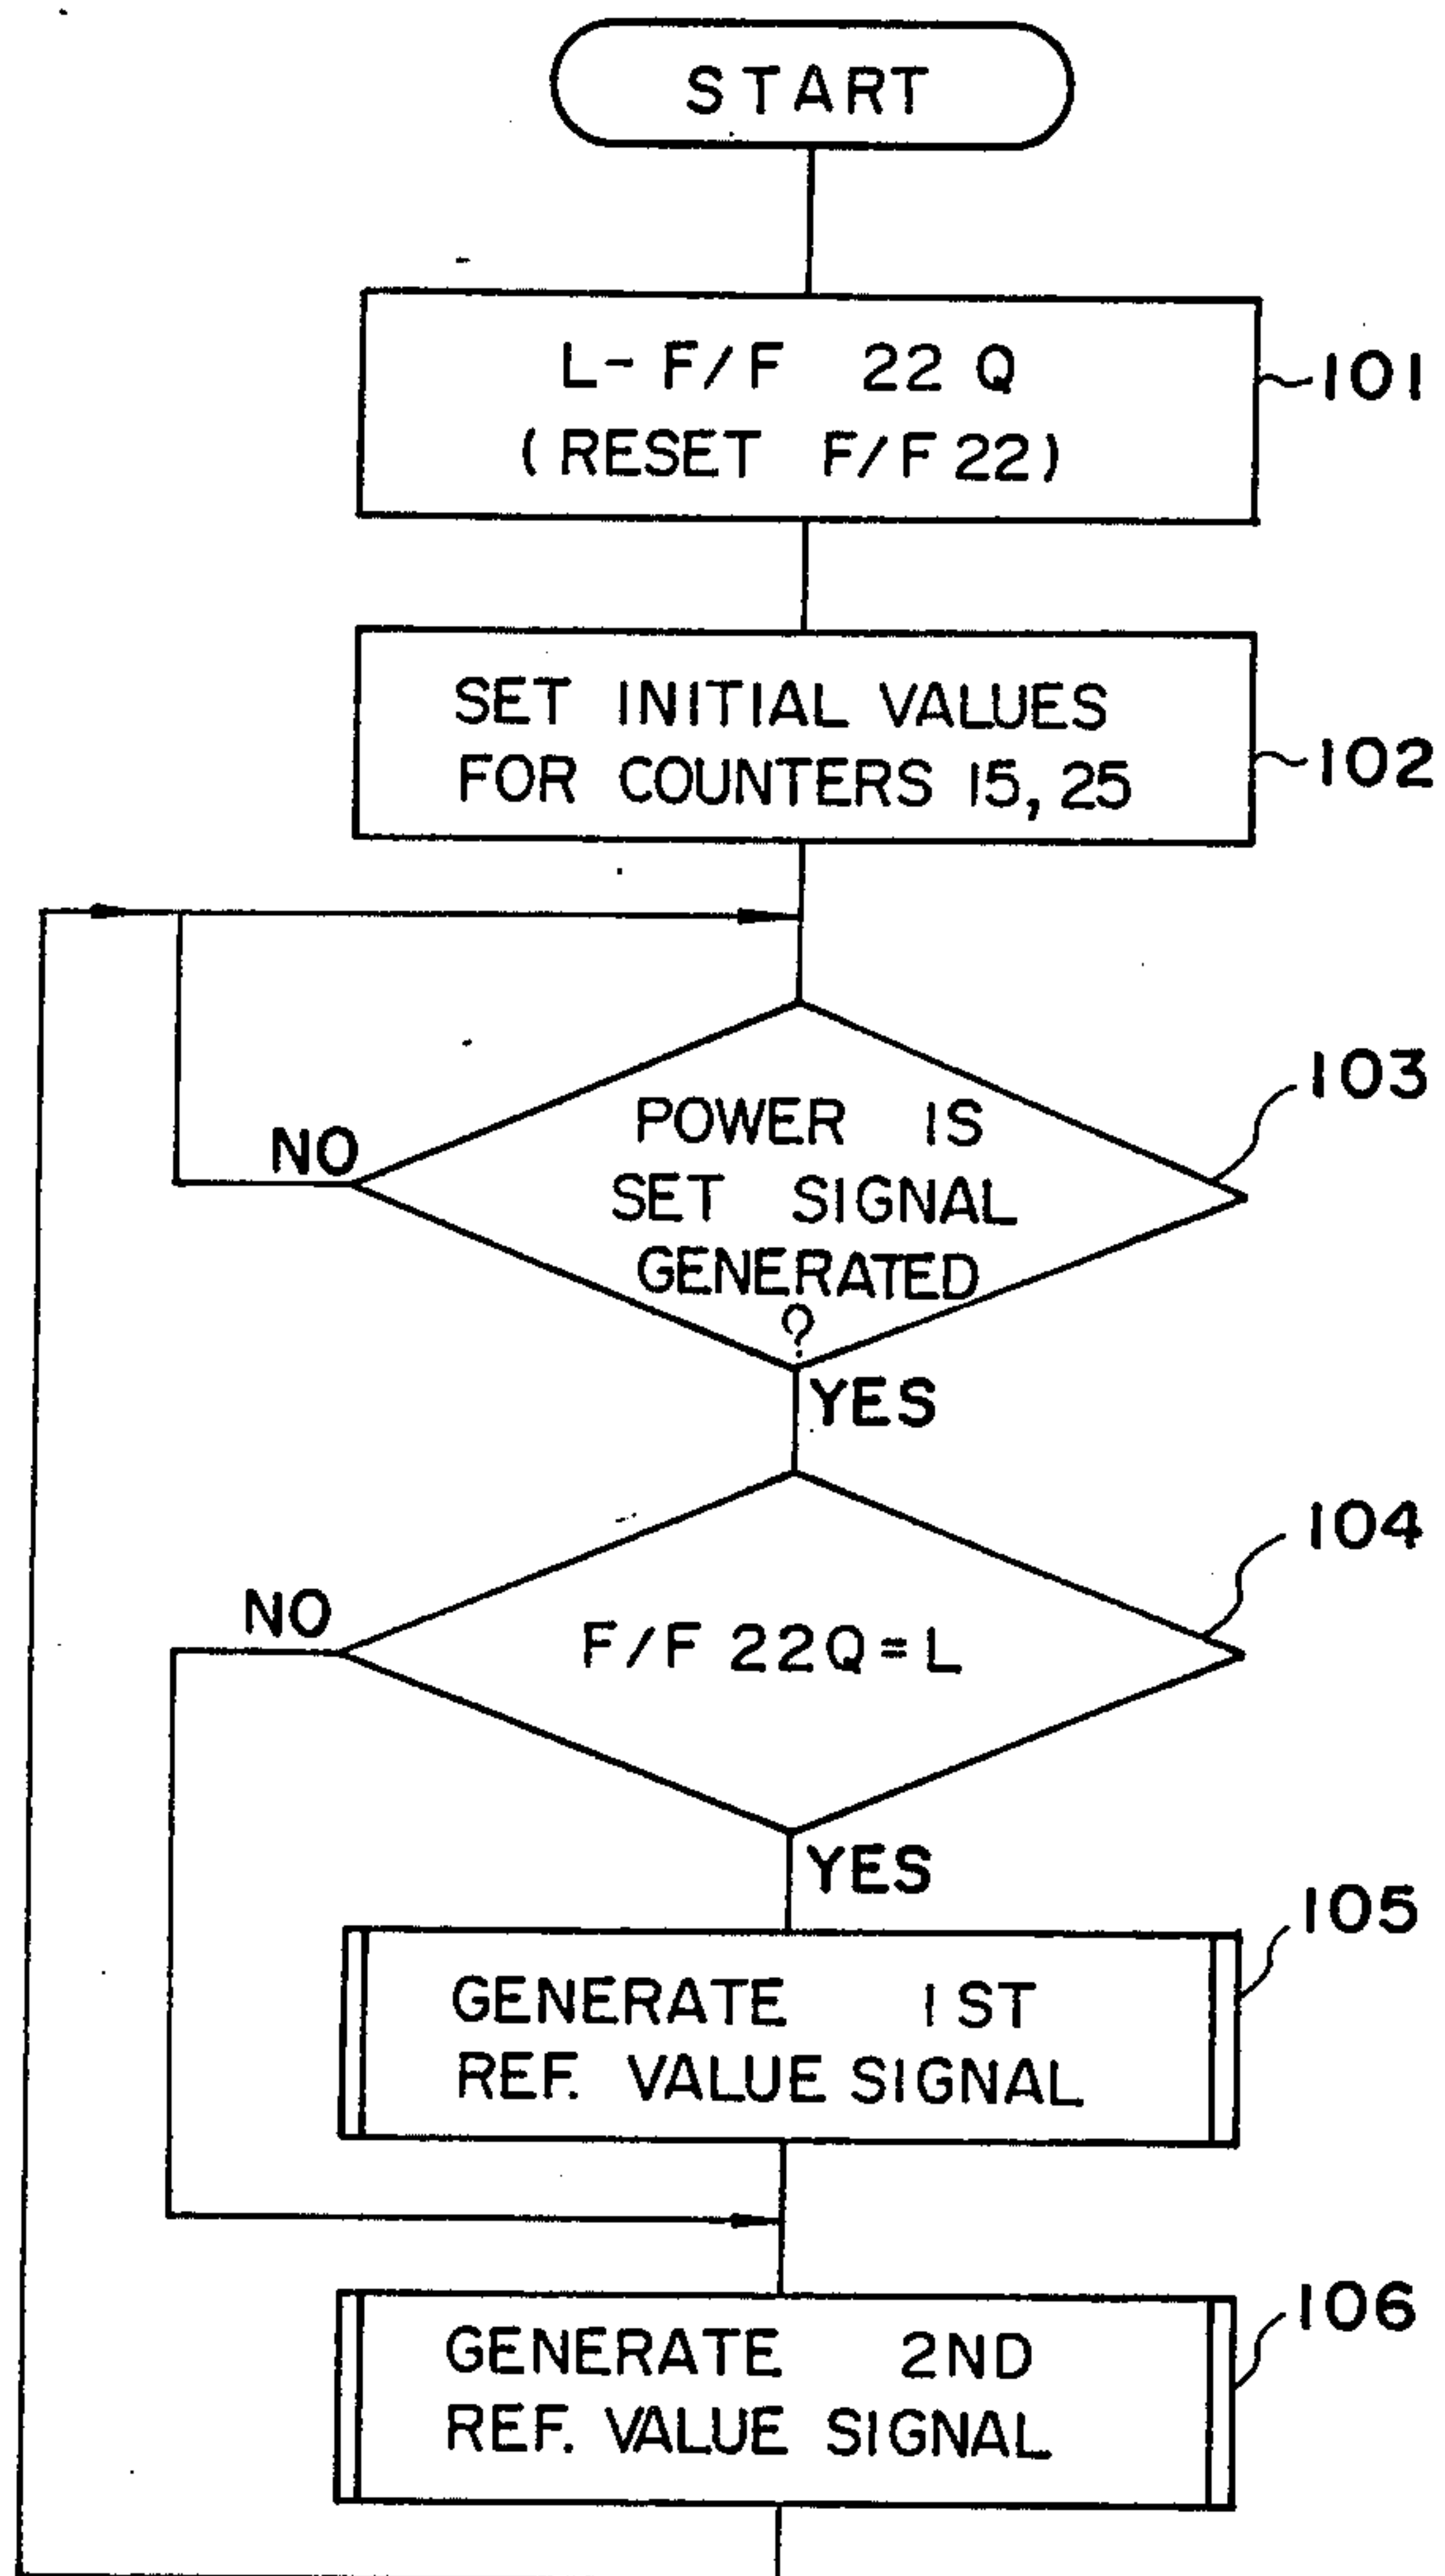 START
L- F/F 22 Q
(RESET F/F 22)
101
SET INITIAL VALUES
FOR COUNTERS 15, 25
102
103
POWER IS
SET SIGNAL
GENERATED
?
NO
YES
104
NO
F/F 22Q = L
YES
105
GENERATE 1ST
REF. VALUE SIGNAL
106
GENERATE 2ND
REF. VALUE SIGNAL